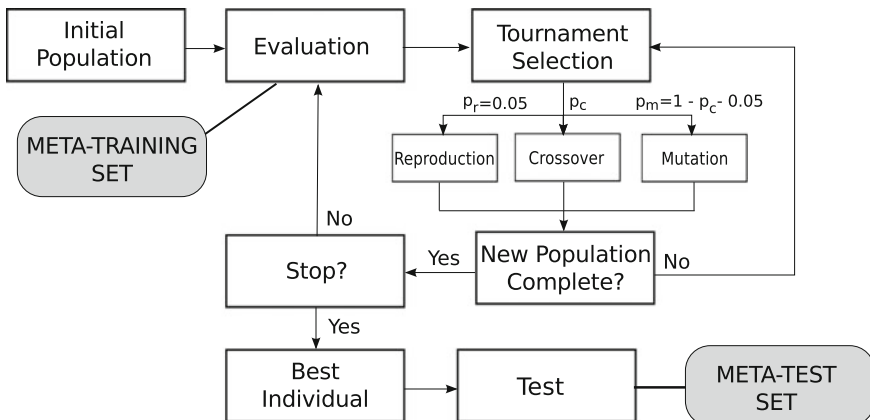 Initial
Population
Evaluation
Tournament
Selection
p_r=0.05
p_c
p_m=1 - p_c- 0.05
META-TRAINING
SET
Reproduction
Crossover
Mutation
No
Stop?
Yes
New Population
Complete?
No
Yes
Best
Individual
Test
META-TEST
SET